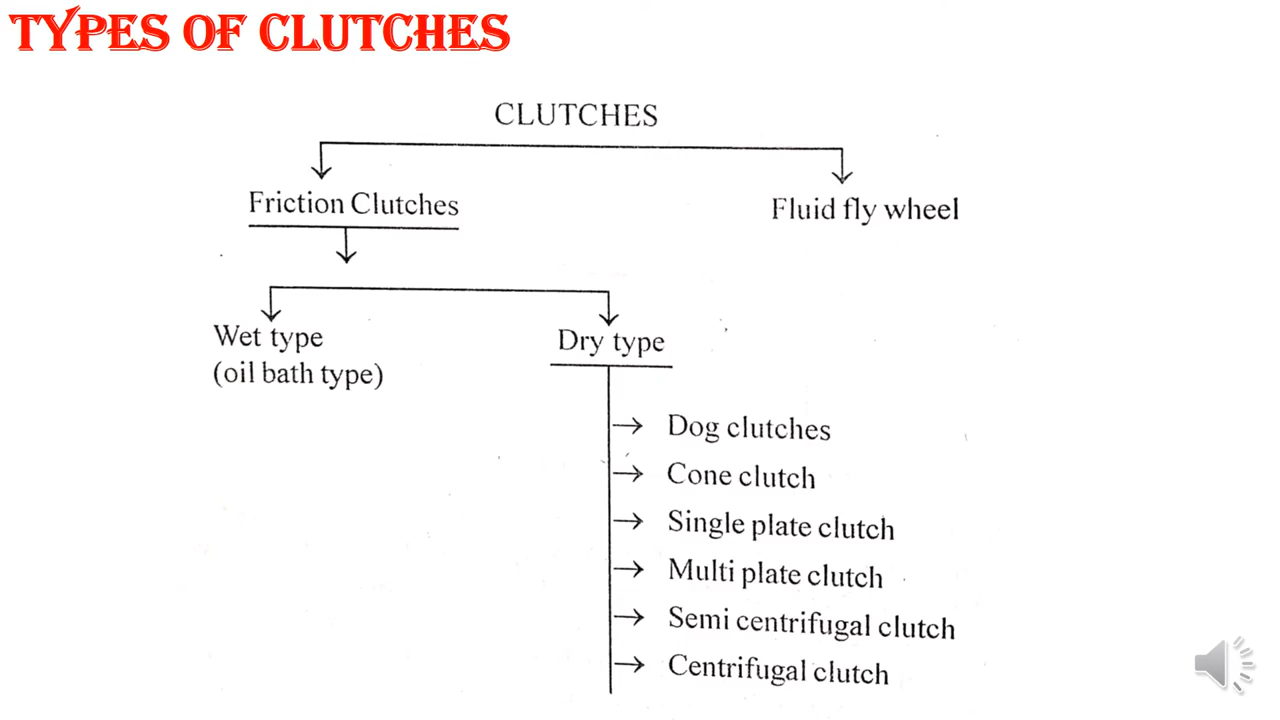 TYPES OF CLUTCHES
CLUTCHES
Friction Clutches
Fluid fly wheel
Wet type
(oil bath type)
Dry type
Dog clutches
Cone clutch
Single plate clutch
Multi plate clutch
Semi centrifugal clutch
Centrifugal clutch